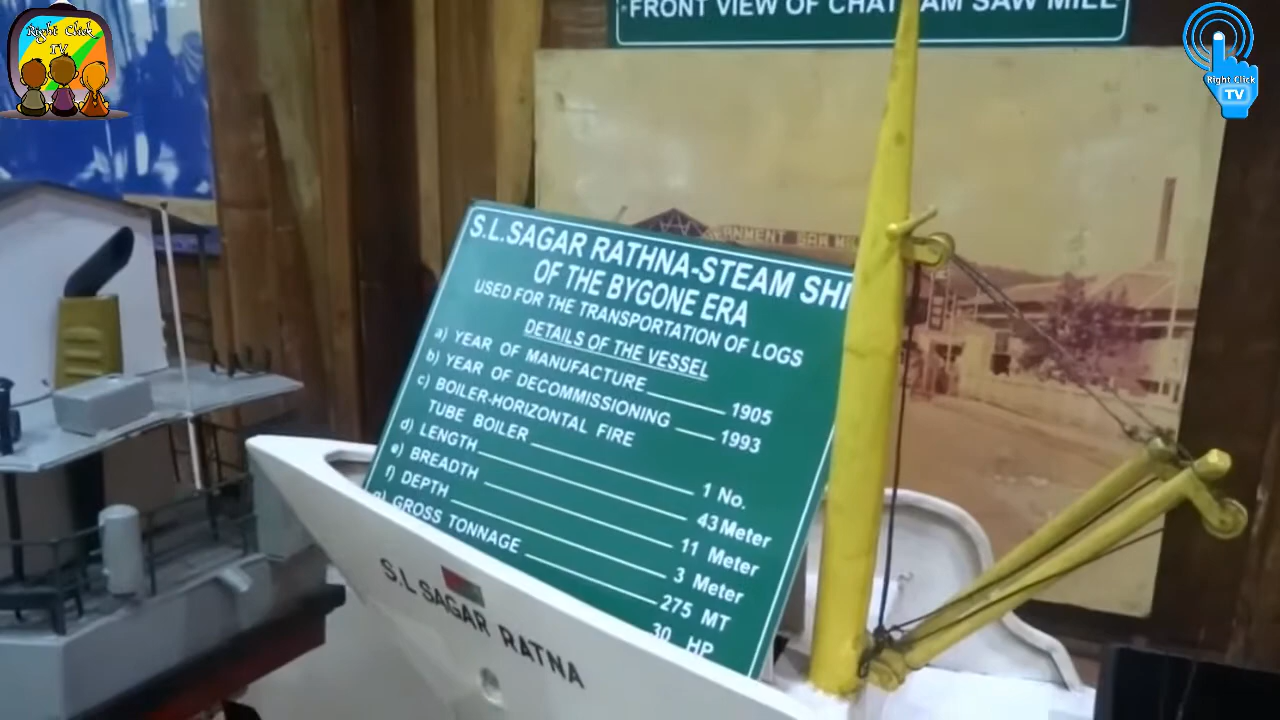 Right Click
TV
FRONT VIEW OF CHATHAM SAW MILL
Right Click
TV
S.L.SAGAR RATHNA-STEAM SHI
OF THE BYGONE ERA
USED FOR THE TRANSPORTATION OF LOGS
DETAILS OF THE VESSEL
a) YEAR OF MANUFACTURE 1905
b) YEAR OF DECOMMISSIONING 1993
c) BOILER-HORIZONTAL FIRE
TUBE BOILER 1 No.
d) LENGTH 43 Meter
e) BREADTH 11 Meter
f) DEPTH 3 Meter
g) GROSS TONNAGE 275 MT
30 HP
S.L SAGAR RATNA